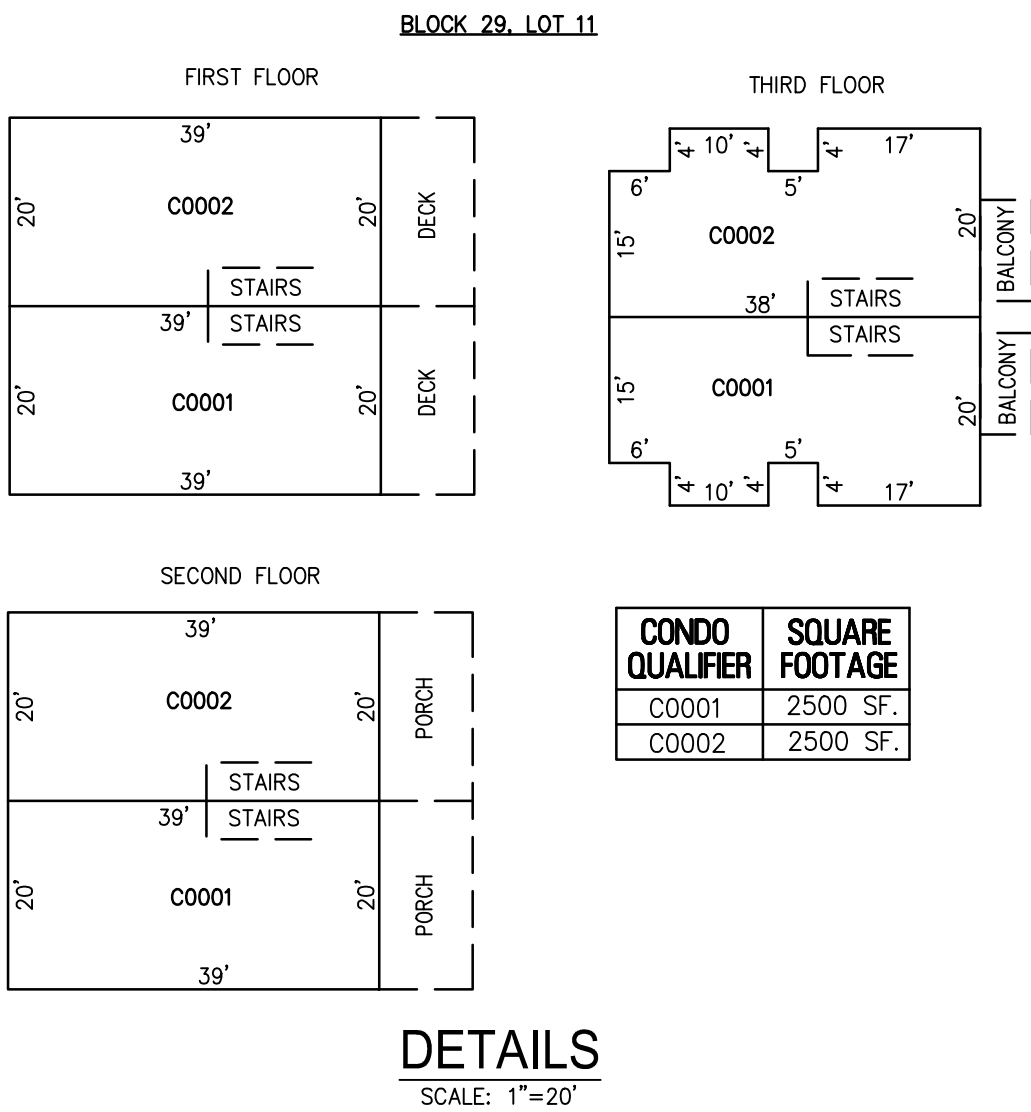 BLOCK 29, LOT 11
FIRST FLOOR
39'
20'
C0002
20'
DECK
STAIRS
39'
STAIRS
20'
C0001
20'
DECK
39'
THIRD FLOOR
4'
10'
4'
4'
17'
6'
5'
15'
C0002
20'
BALCONY
38'
STAIRS
STAIRS
15'
C0001
20'
BALCONY
6'
5'
4'
10'
4'
4'
17'
SECOND FLOOR
39'
20'
C0002
20'
PORCH
STAIRS
39'
STAIRS
20'
C0001
20'
PORCH
39'
CONDO QUALIFIER
SQUARE FOOTAGE
C0001 2500 SF.
C0002 2500 SF.
DETAILS
SCALE: 1"=20'